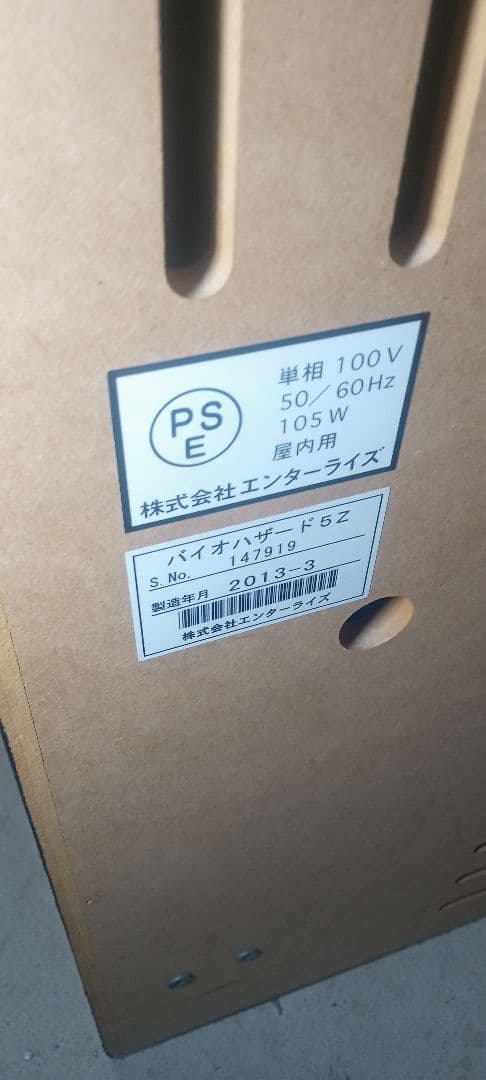 PS
E
単相 100V
50／60Hz
105W
屋内用
株式会社エンターライズ
バイオハザード5Z
S.No. 147919
製造年月 2013-3
株式会社エンターライズ